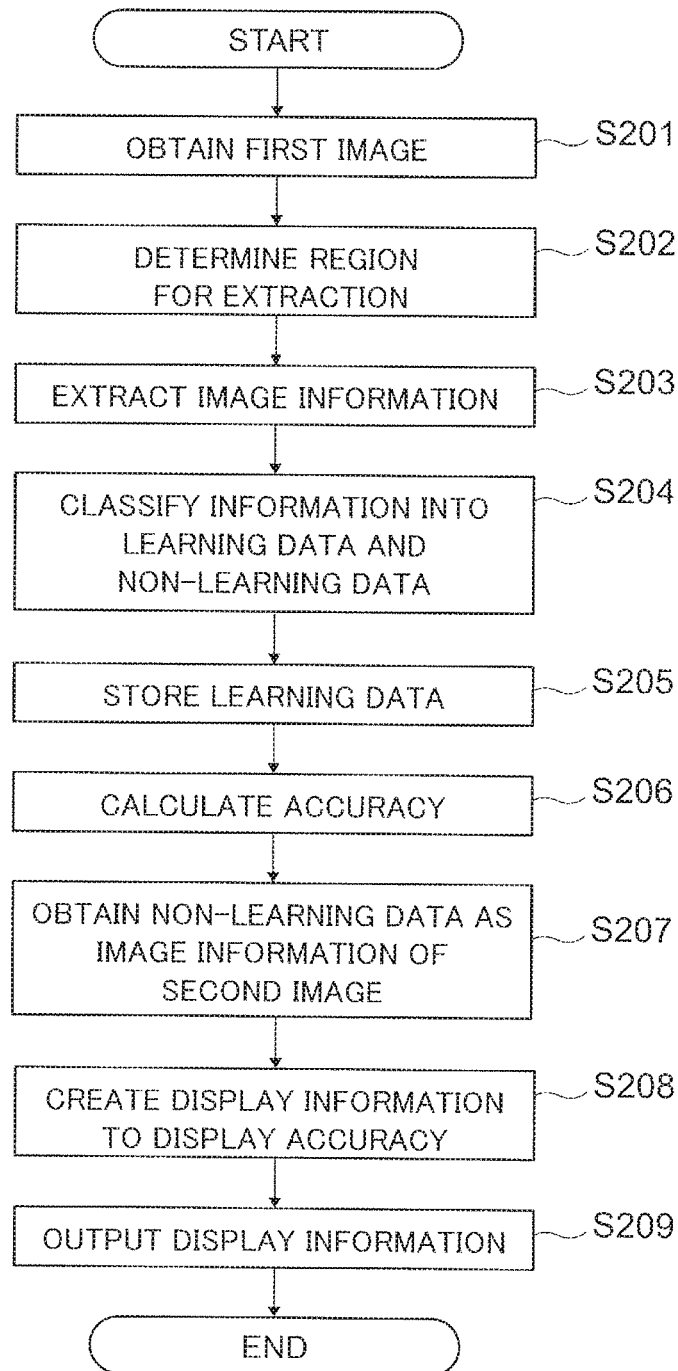 START
OBTAIN FIRST IMAGE
S201
DETERMINE REGION
FOR EXTRACTION
S202
EXTRACT IMAGE INFORMATION
S203
CLASSIFY INFORMATION INTO
LEARNING DATA AND
NON-LEARNING DATA
S204
STORE LEARNING DATA
S205
CALCULATE ACCURACY
S206
OBTAIN NON-LEARNING DATA AS
IMAGE INFORMATION OF
SECOND IMAGE
S207
CREATE DISPLAY INFORMATION
TO DISPLAY ACCURACY
S208
OUTPUT DISPLAY INFORMATION
S209
END